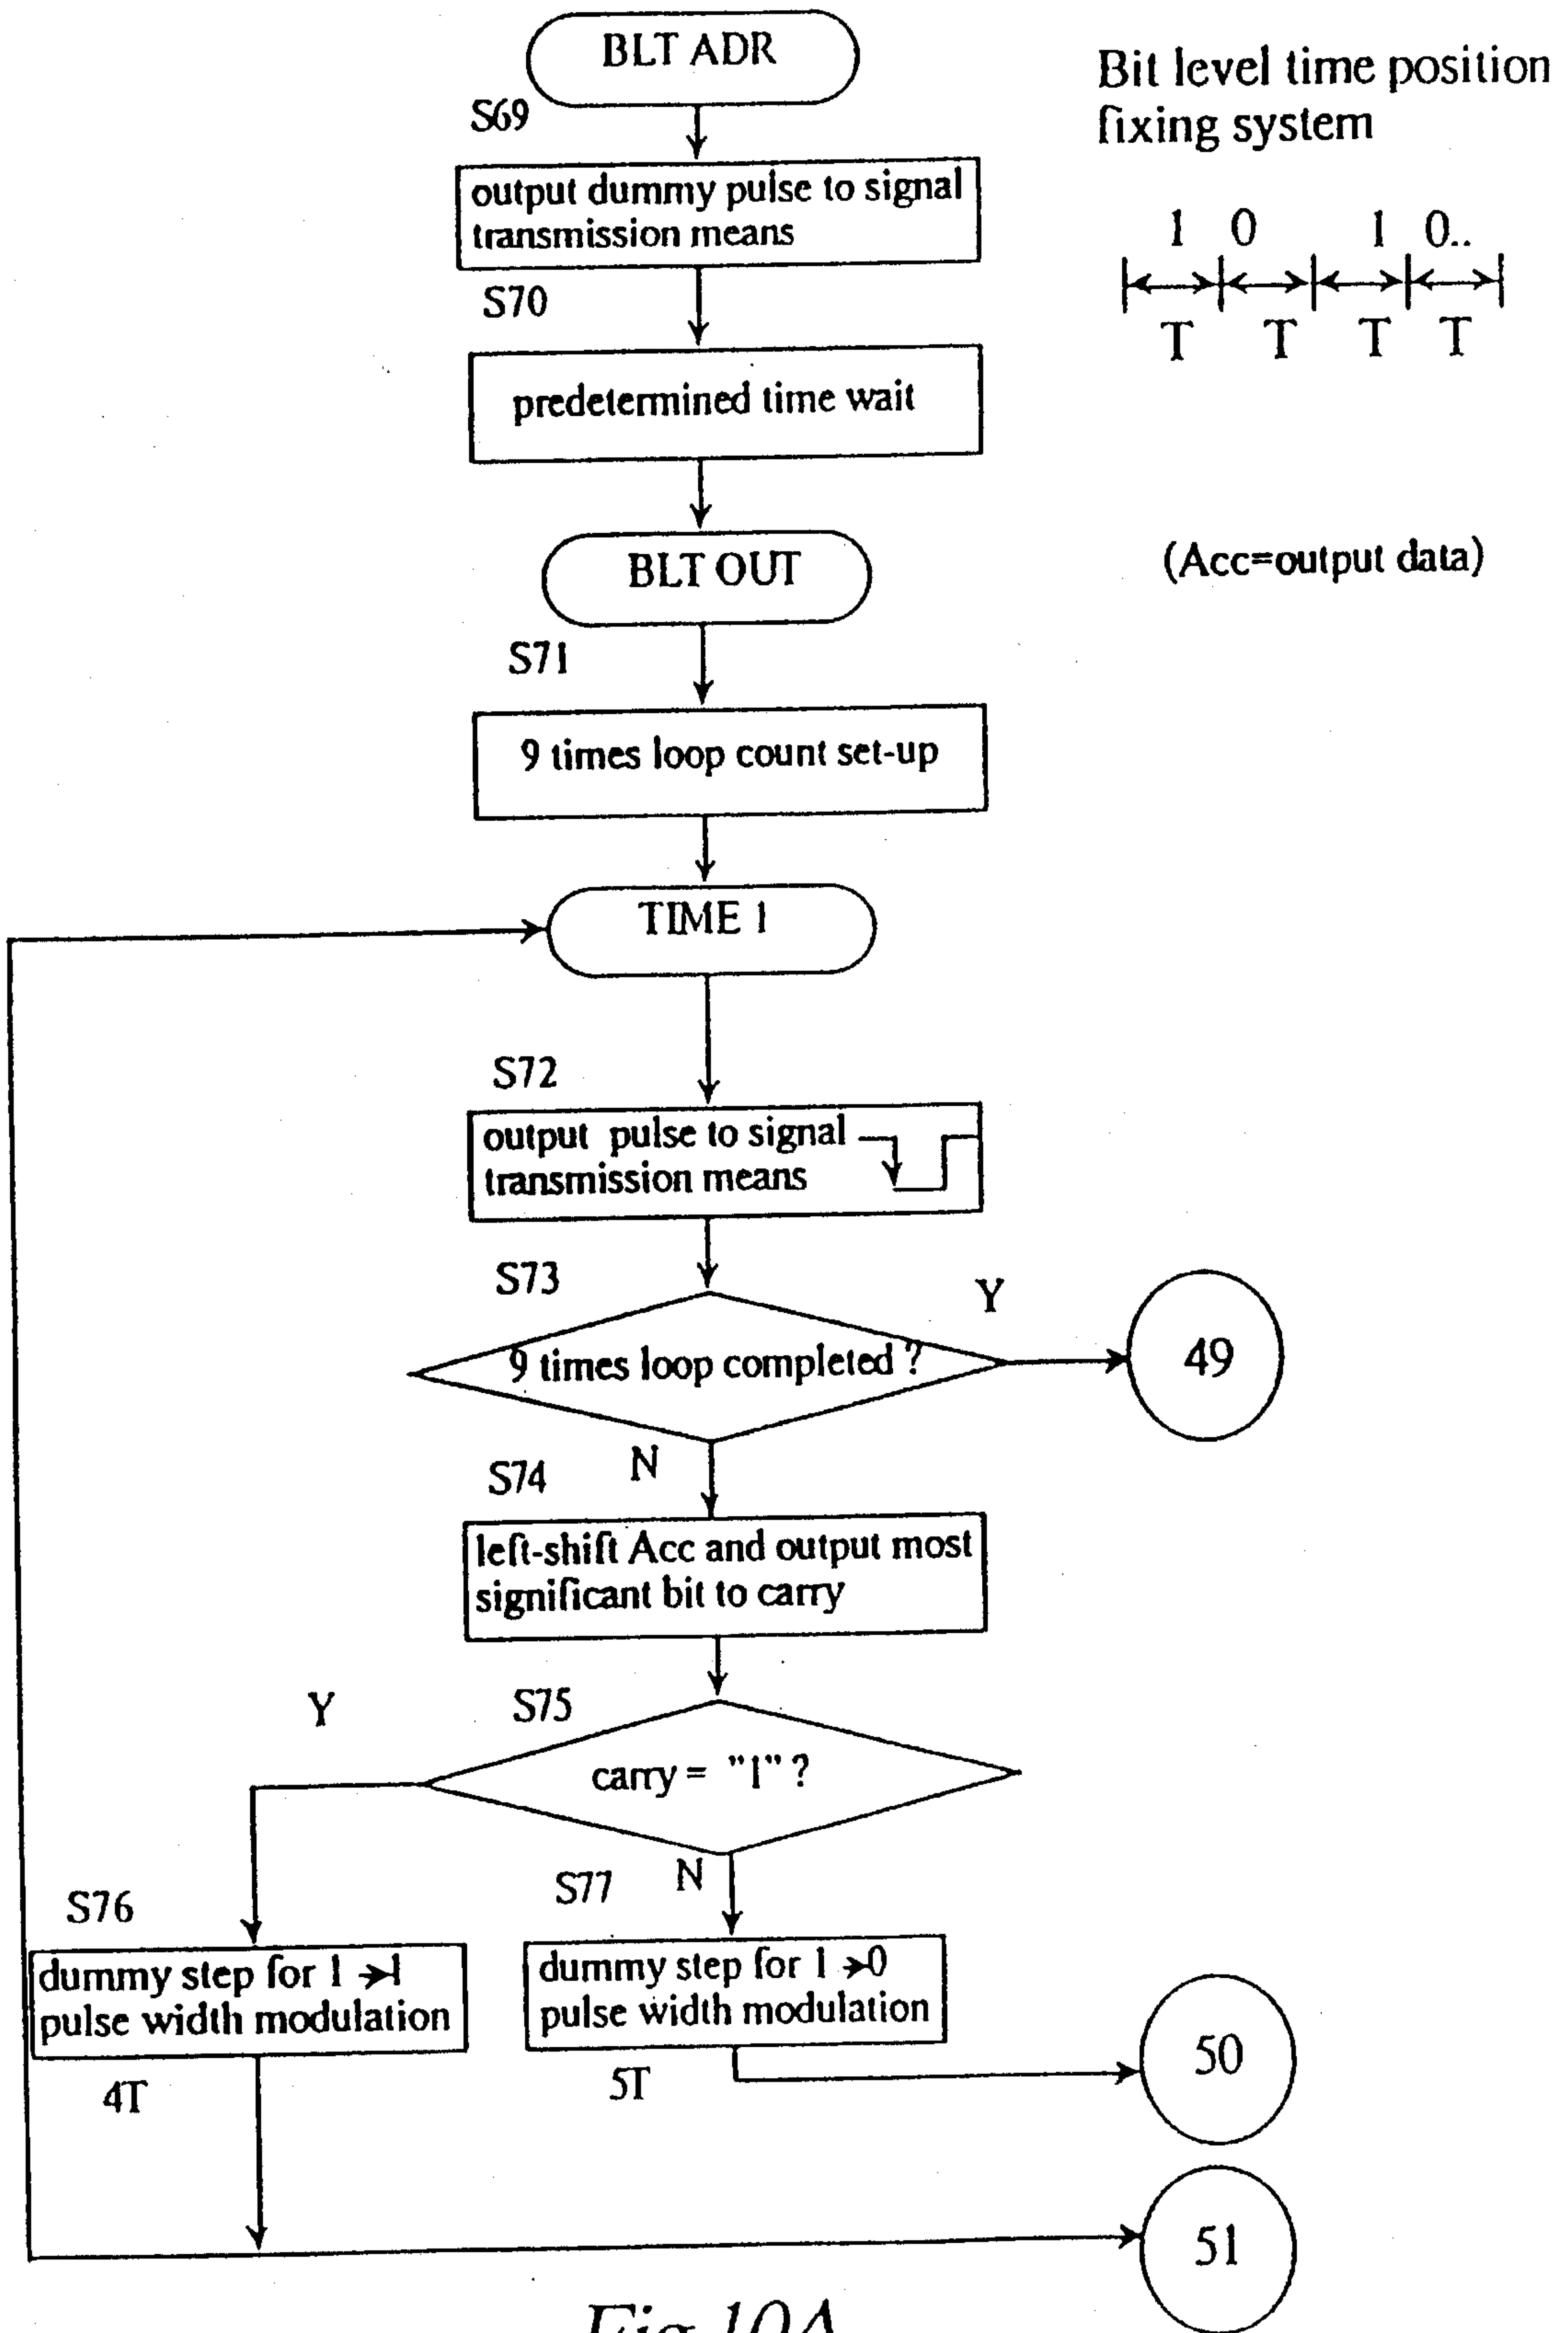 BLT ADR
Bit level time position
fixing system
S69
output dummy pulse to signal
transmission means
1 0 1 0..
T T T T
S70
predetermined time wait
BLT OUT
(Acc=output data)
S71
9 times loop count set-up
TIME 1
S72
output pulse to signal
transmission means
S73
Y
9 times loop completed ?
49
N
S74
left-shift Acc and output most
significant bit to carry
Y
S75
carry = "1" ?
N
S76
S77
dummy step for 1 → 1
pulse width modulation
dummy step for 1 → 0
pulse width modulation
4T
5T
50
51
Fig 10A